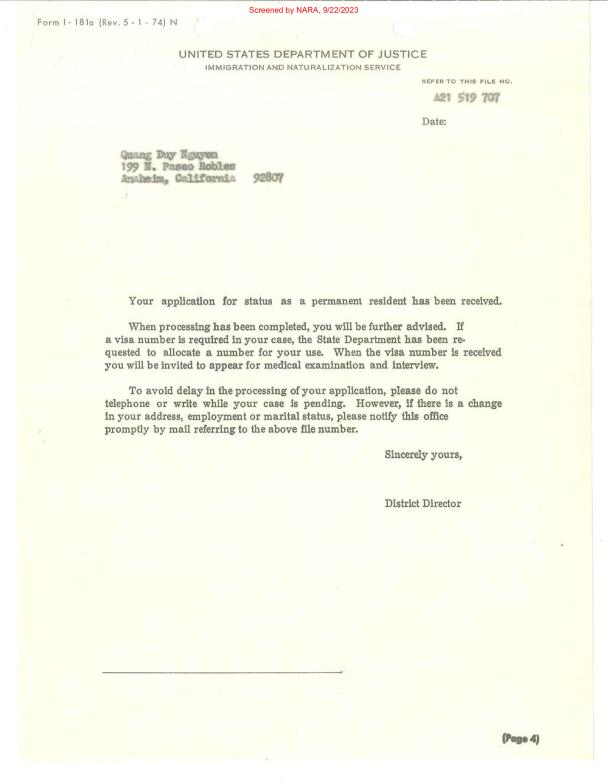 Screened by NARA, 9/22/2023
Form I - 181a (Rev. 5 - 1 - 74) N
UNITED STATES DEPARTMENT OF JUSTICE
IMMIGRATION AND NATURALIZATION SERVICE
REFER TO THIS FILE NO.
A21 519 707
Date:
Quang Duy Nguyen
199 N. Paseo Robles
Anaheim, California 92807
Your application for status as a permanent resident has been received.
When processing has been completed, you will be further advised. If
a visa number is required in your case, the State Department has been re-
quested to allocate a number for your use. When the visa number is received
you will be invited to appear for medical examination and interview.
To avoid delay in the processing of your application, please do not
telephone or write while your case is pending. However, if there is a change
in your address, employment or marital status, please notify this office
promptly by mail referring to the above file number.
Sincerely yours,
District Director
(Page 4)